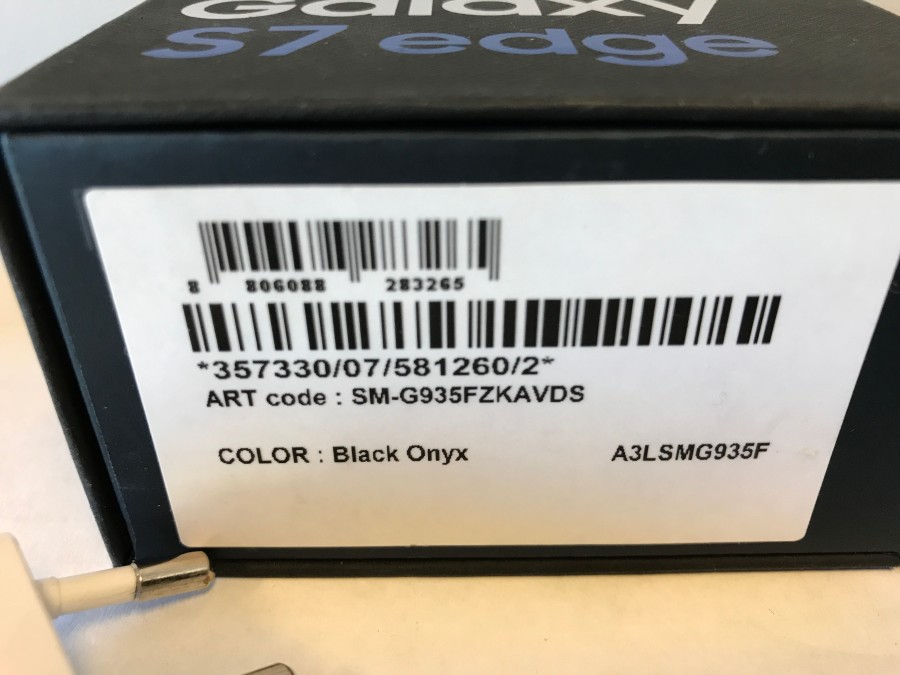 Galaxy
S7 edge
8 806088 283265
*357330/07/581260/2*
ART code : SM-G935FZKAVDS
COLOR : Black Onyx A3LSMG935F